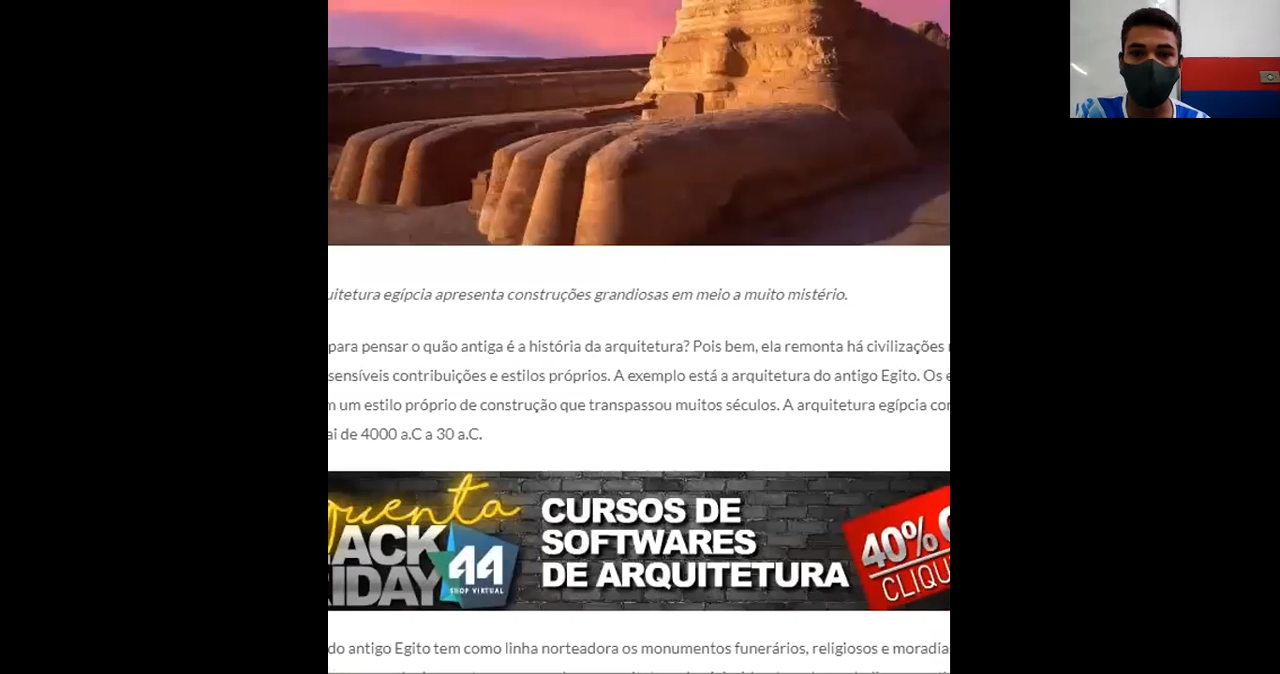 uitetura egípcia apresenta construções grandiosas em meio a muito mistério.
para pensar o quão antiga é a história da arquitetura? Pois bem, ela remonta há civilizações
sensíveis contribuições e estilos próprios. A exemplo está a arquitetura do antigo Egito. Os e
m um estilo próprio de construção que transpassou muitos séculos. A arquitetura egípcia co
ai de 4000 a.C a 30 a.C.
quenta
ACK
IDAY
44
SHOP VIRTUAL
CURSOS DE
SOFTWARES
DE ARQUITETURA
40%
CLIQU
do antigo Egito tem como linha norteadora os monumentos funerários, religiosos e moradia